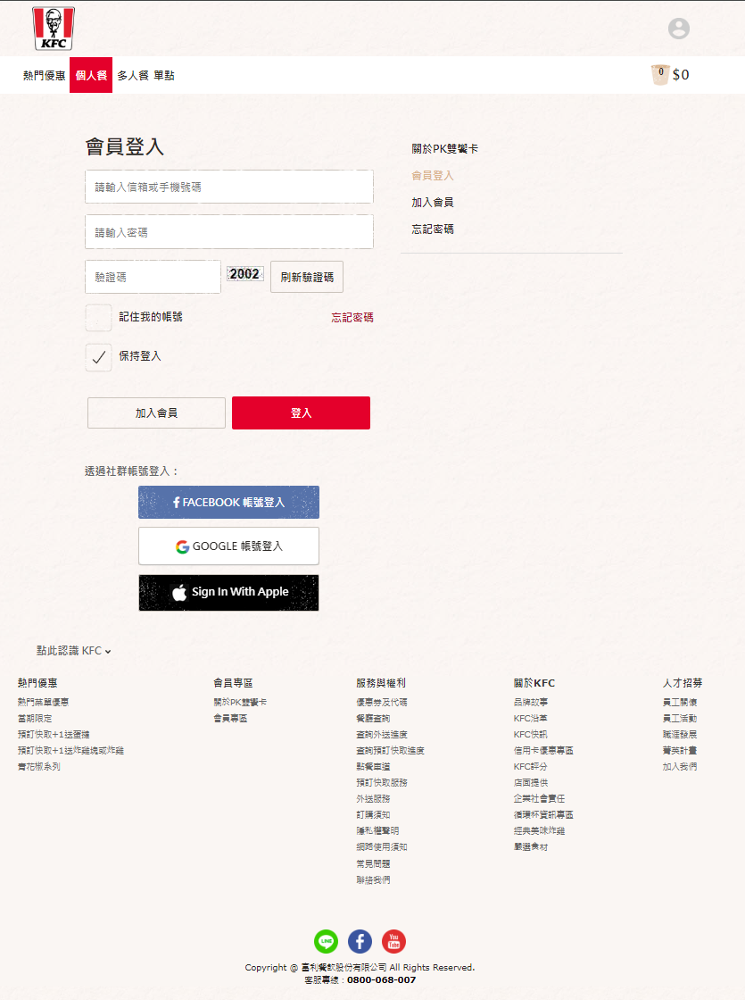 KFC
熱門優惠 個人餐 多人餐 單點
0 $0
會員登入
請輸入信箱或手機號碼
請輸入密碼
驗證碼 2002 刷新驗證碼
記住我的帳號 忘記密碼
保持登入
加入會員 登入
透過社群帳號登入：
FACEBOOK 帳號登入
GOOGLE 帳號登入
Sign In With Apple
關於PK雙饗卡
會員登入
加入會員
忘記密碼
點此認識 KFC
熱門優惠
熱門菜單優惠
當期限定
預訂快取+1送蛋撻
預訂快取+1送炸雞塊或炸雞
青花椒系列
會員專區
關於PK雙饗卡
會員專區
服務與權利
優惠券及代碼
餐廳查詢
查詢外送進度
查詢預訂快取進度
點餐車道
預訂快取服務
外送服務
訂購須知
隱私權聲明
網路使用須知
常見問題
聯絡我們
關於KFC
品牌故事
KFC沿革
KFC快訊
信用卡優惠專區
KFC評分
店面提供
企業社會責任
循環杯資訊專區
經典美味炸雞
嚴選食材
人才招募
員工關懷
員工活動
職涯發展
菁英計畫
加入我們
LINE
You Tube
Copyright @ 富利餐飲股份有限公司 All Rights Reserved.
客服專線：0800-068-007